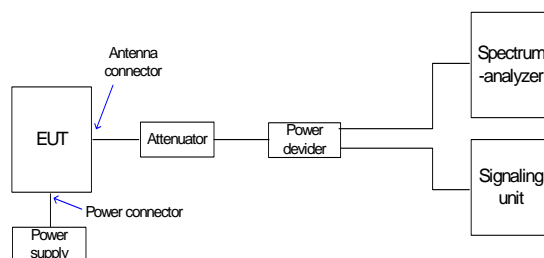 Antenna
connector
EUT
Attenuator
Power
devider
Spectrum
-analyzer
Signaling
unit
Power connector
Power
supply